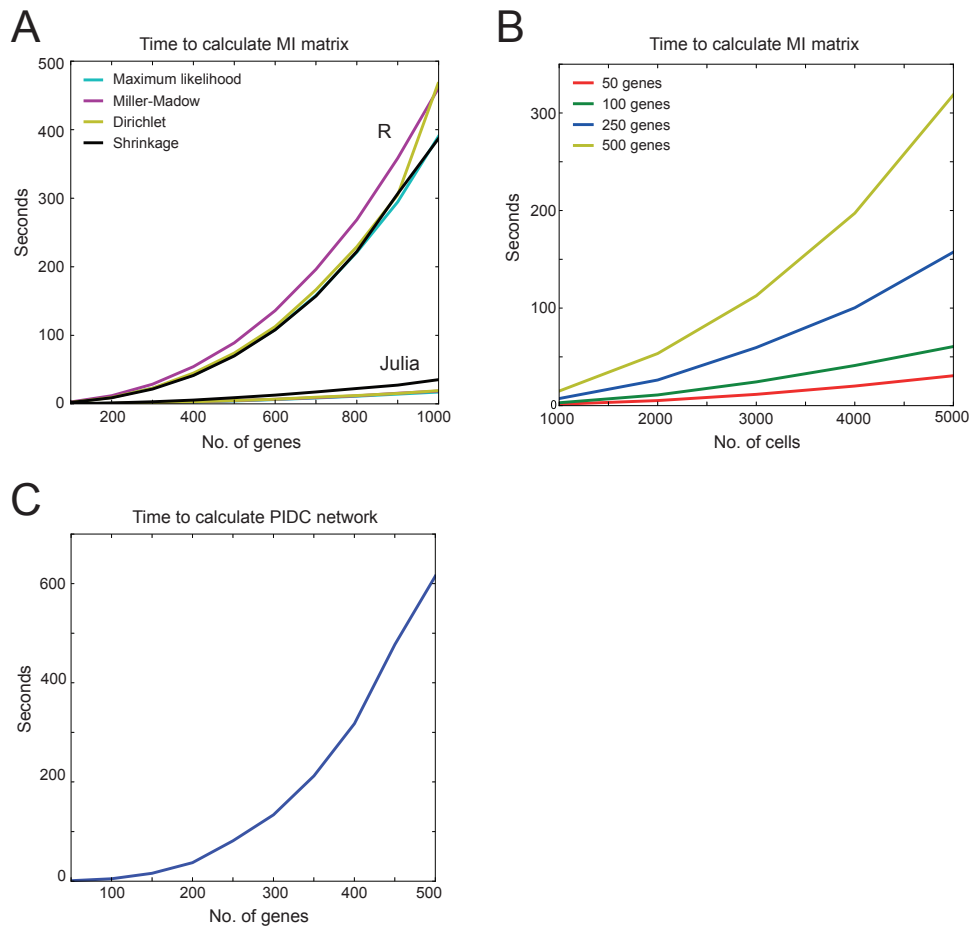 A
Time to calculate MI matrix
500
400
300
200
100
0
Seconds
Maximum likelihood
Miller-Madow
Dirichlet
Shrinkage
R
Julia
200
400
600
800
1000
No. of genes
B
Time to calculate MI matrix
300
200
100
0
Seconds
50 genes
100 genes
250 genes
500 genes
1000
2000
3000
4000
5000
No. of cells
C
Time to calculate PIDC network
600
400
200
0
Seconds
100
200
300
400
500
No. of genes